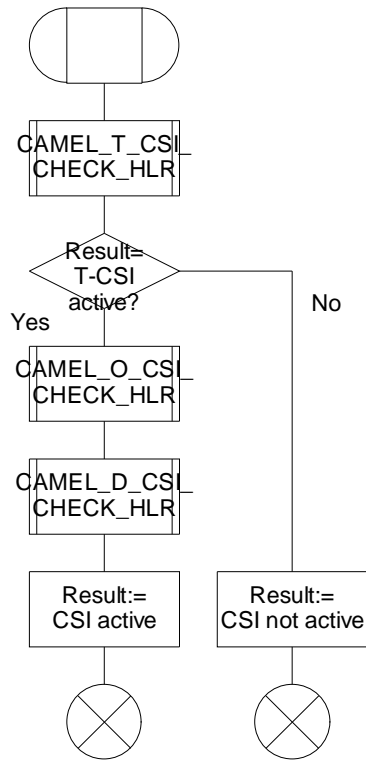 CAMEL_T_CSI_
CHECK_HLR
Result=
T-CSI
active?
Yes
No
CAMEL_O_CSI_
CHECK_HLR
CAMEL_D_CSI_
CHECK_HLR
Result:=
CSI active
Result:=
CSI not active